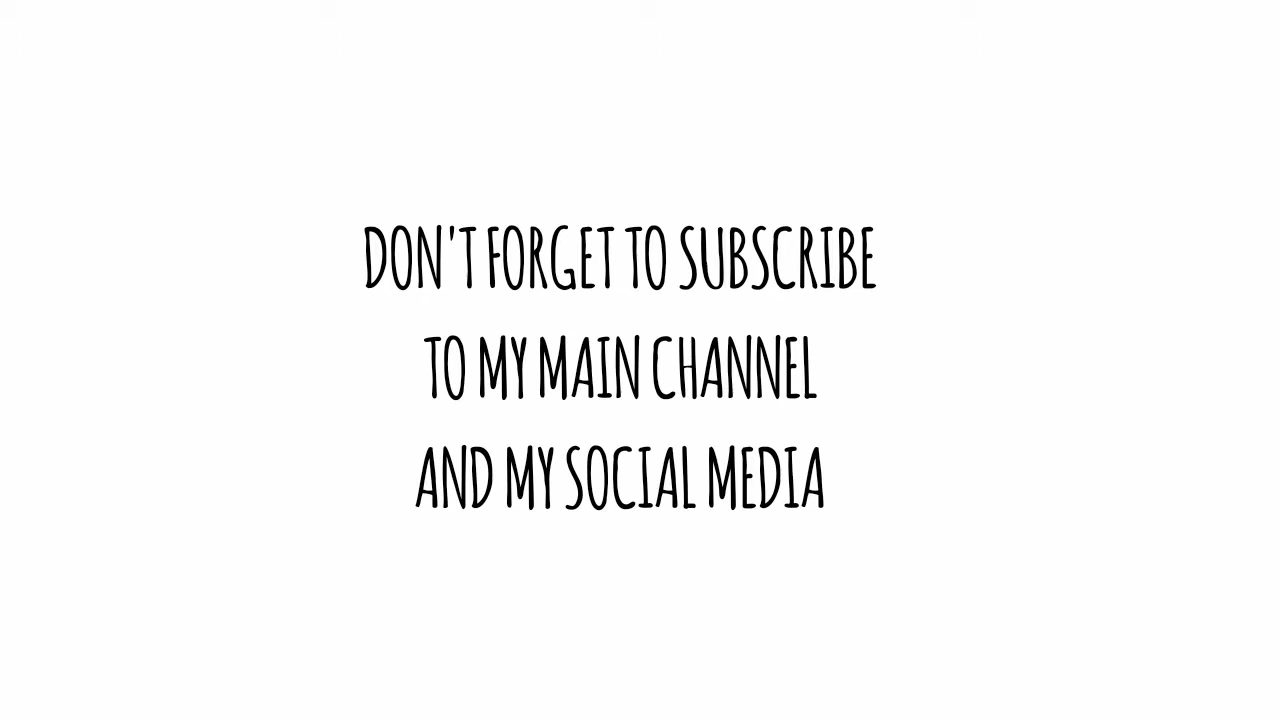 DON'T FORGET TO SUBSCRIBE
TO MY MAIN CHANNEL
AND MY SOCIAL MEDIA